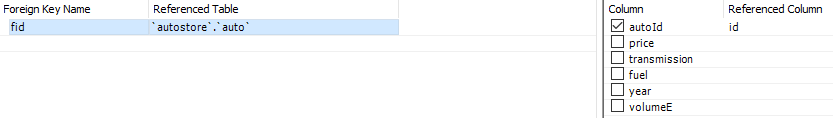 Foreign Key Name Referenced Table
fid `autostore`.`auto`
Column Referenced Column
autoId id
price
transmission
fuel
year
volumeE